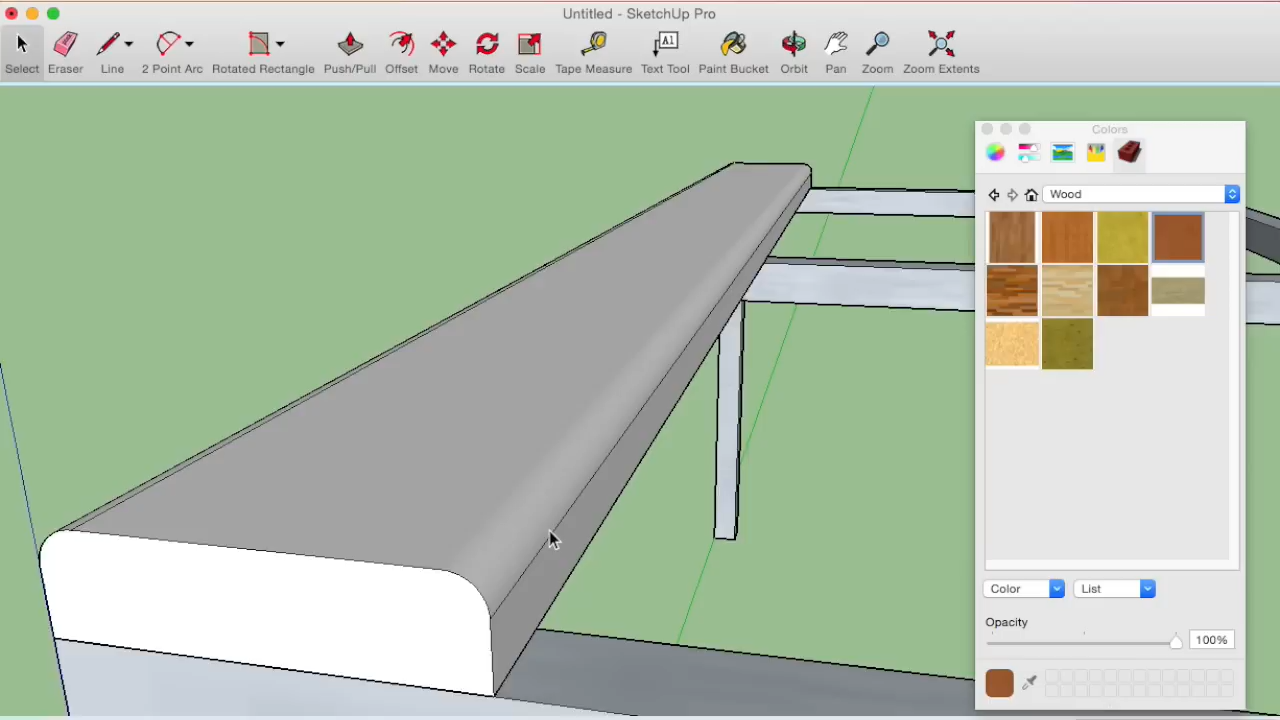 Untitled - SketchUp Pro
Select Eraser Line 2 Point Arc Rotated Rectangle Push/Pull Offset Move Rotate Scale Tape Measure Text Tool Paint Bucket Orbit Pan Zoom Zoom Extents
A1
Colors
Wood
Color List
Opacity
100%